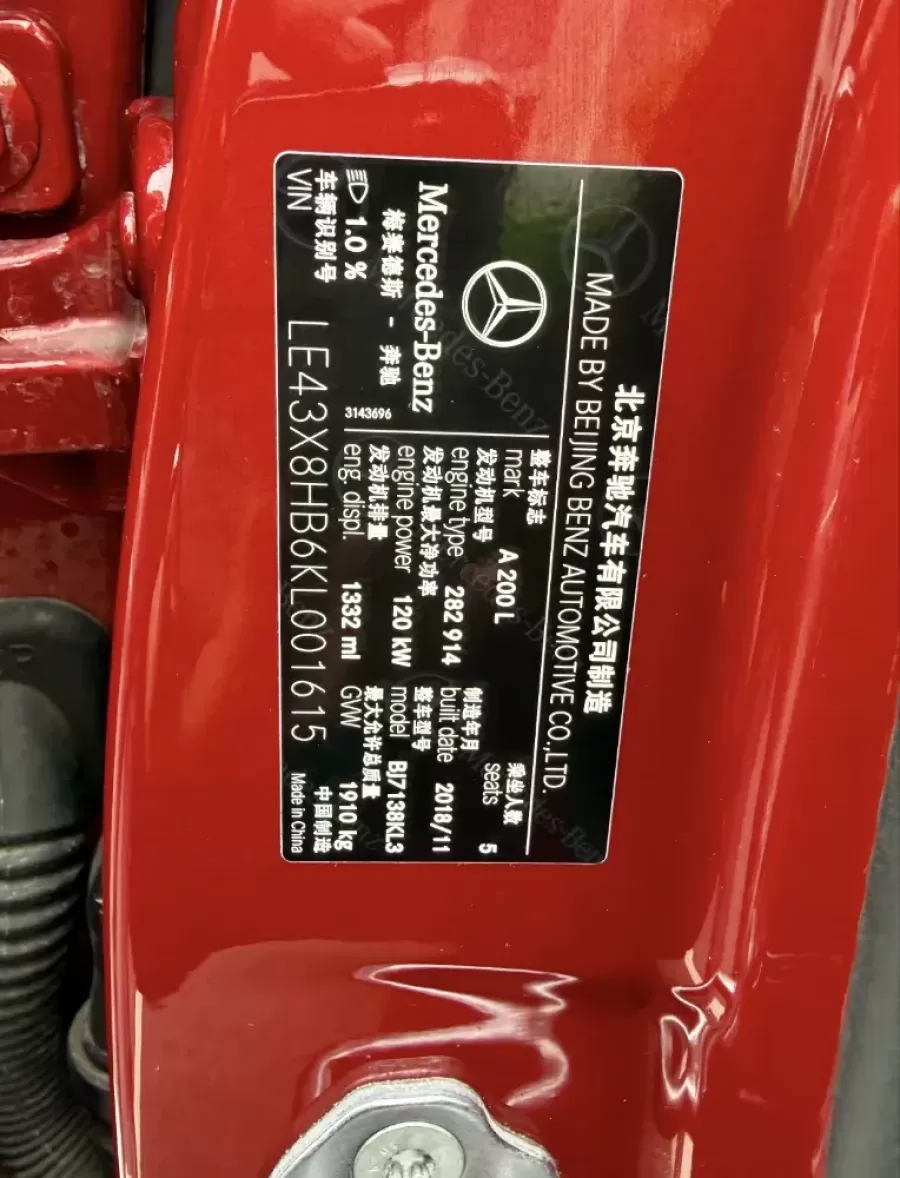 北京奔驰汽车有限公司制造
MADE BY BEIJING BENZ AUTOMOTIVE CO.,LTD.
Mercedes-Benz
梅赛德斯 - 奔驰
1.0 %
3143696
整车标志
mark A 200 L
发动机型号
engine type 282 914
发动机最大净功率
engine power 120 kW
发动机排量
eng. displ. 1332 ml
乘坐人数
seats 5
制造年月
built date 2018/11
整车型号
model BJ7138KL3
最大允许总质量
GVW 1910 kg
车辆识别号
VIN LE43X8HB6KL001615
中国制造
Made in China